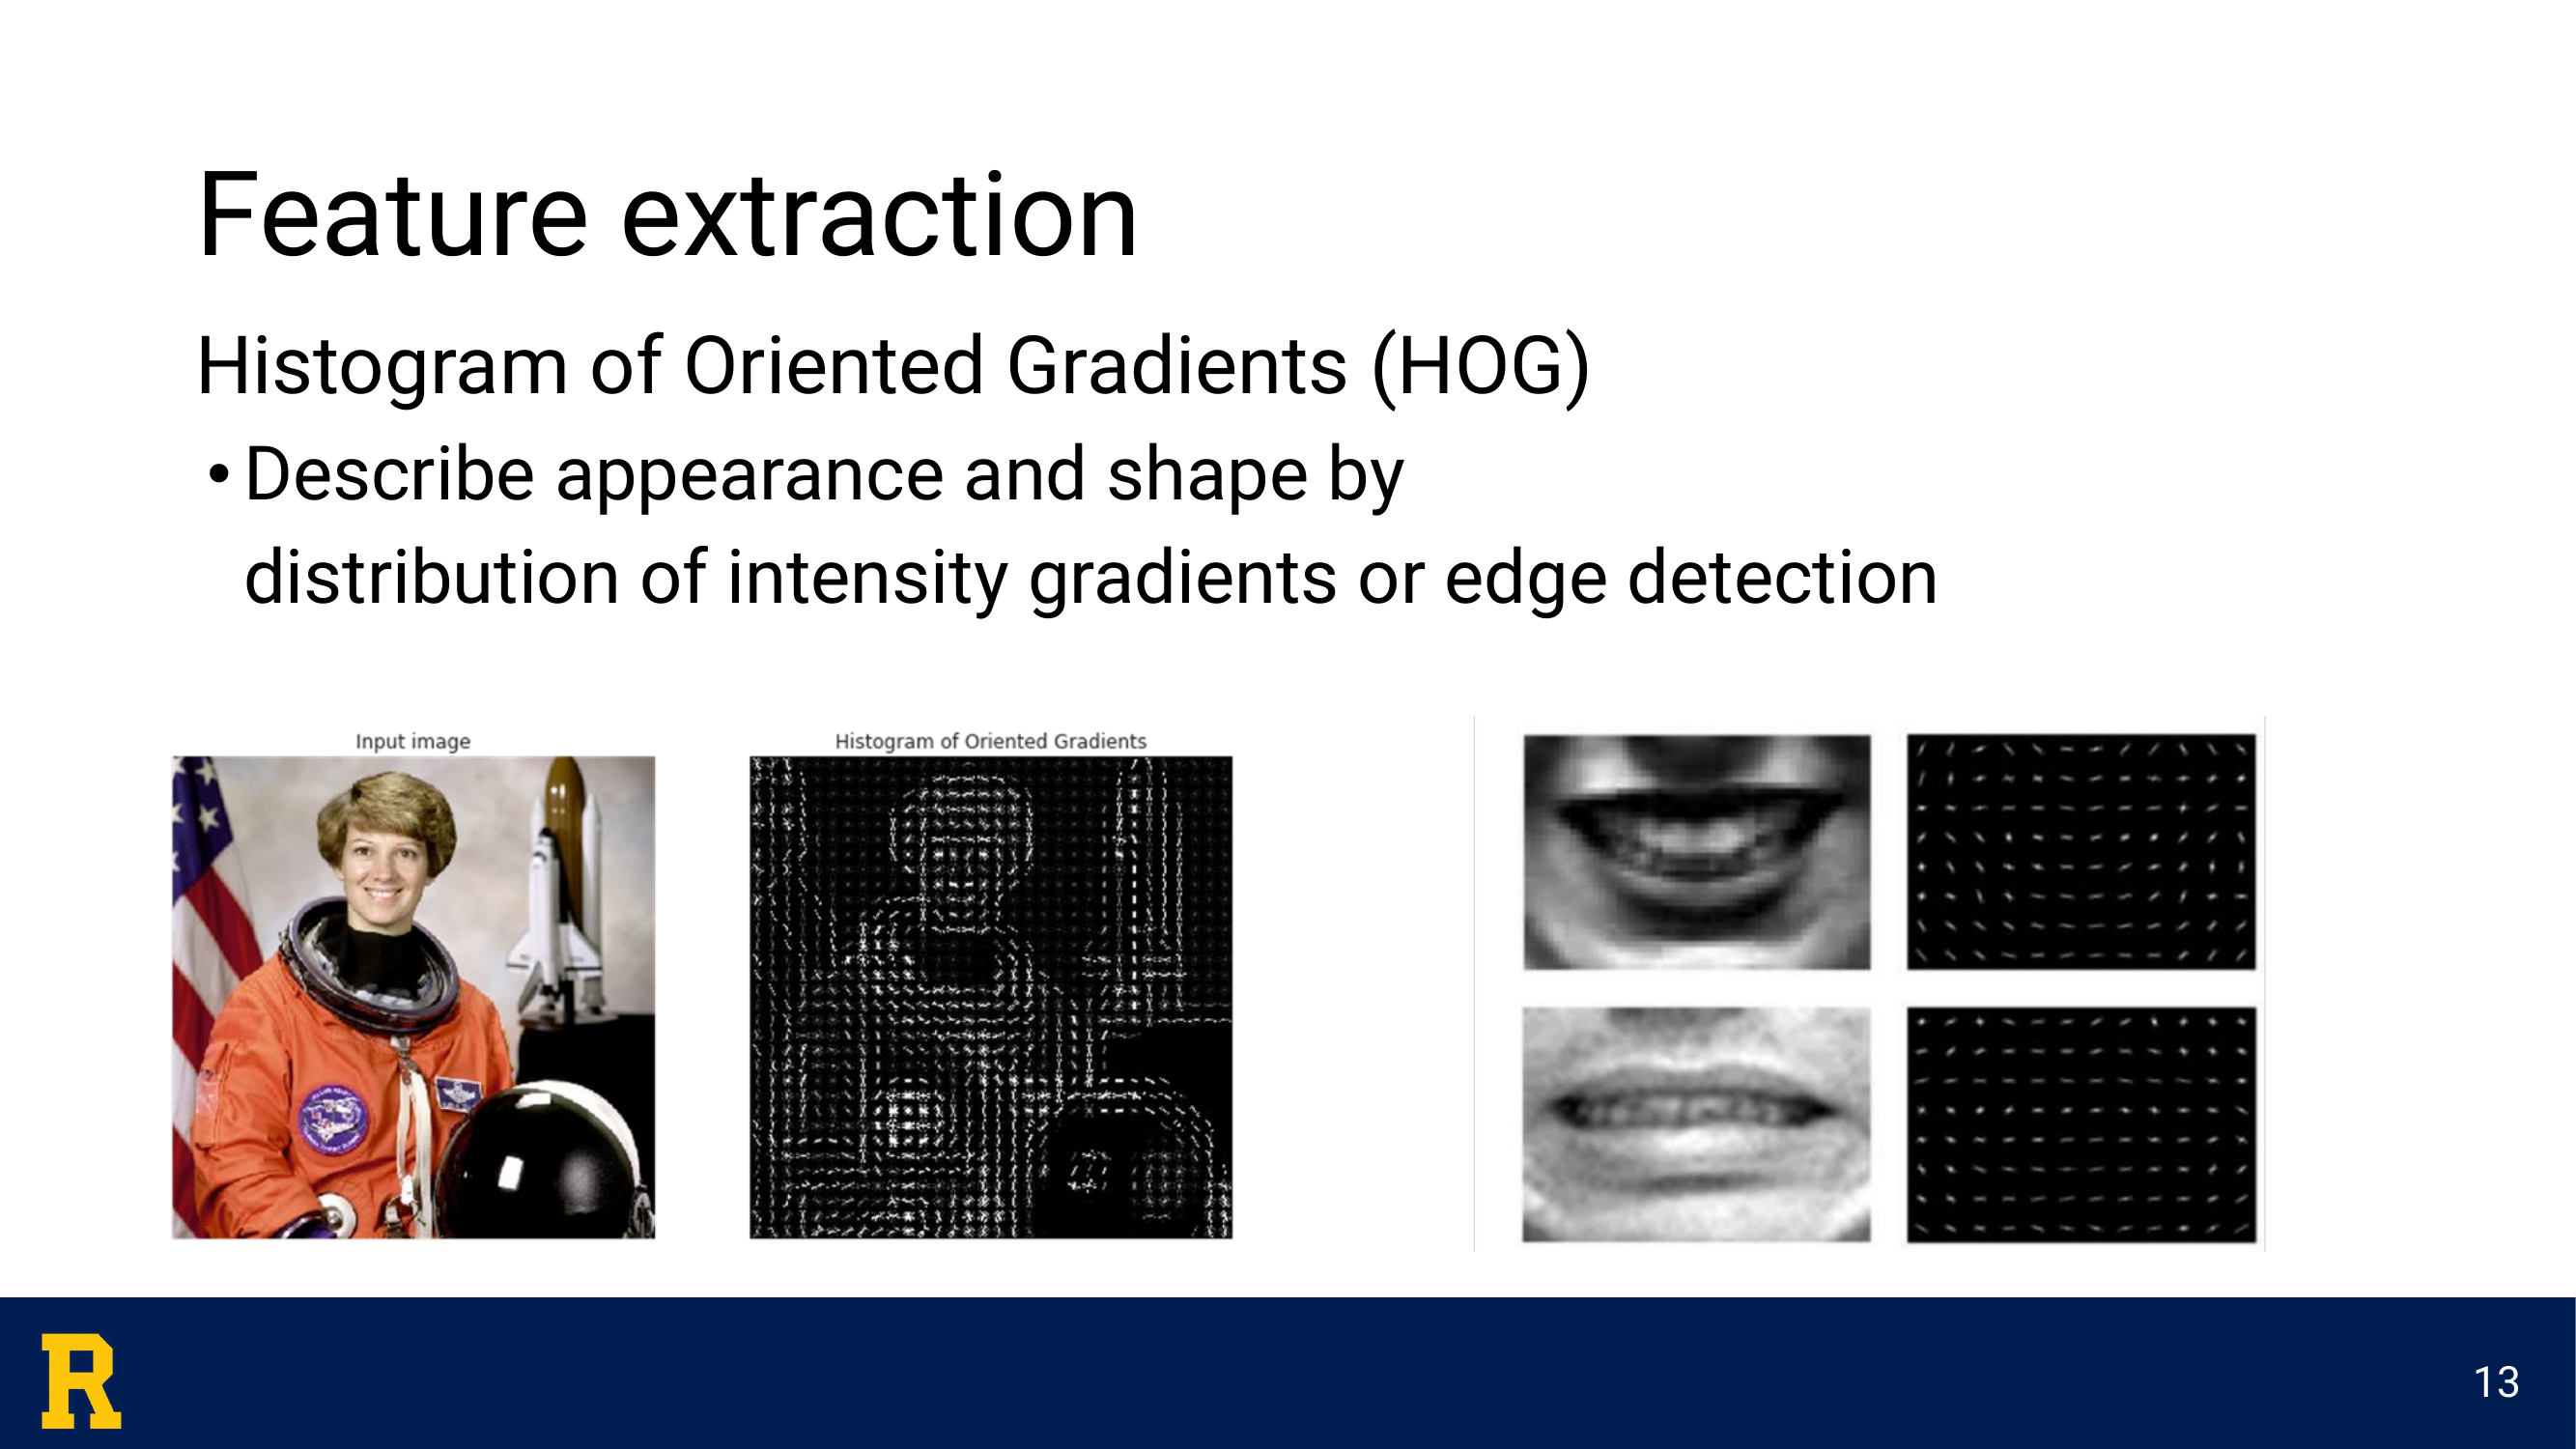 Feature extraction
Histogram of Oriented Gradients (HOG)
• Describe appearance and shape by
distribution of intensity gradients or edge detection
Input image
Histogram of Oriented Gradients
R
13